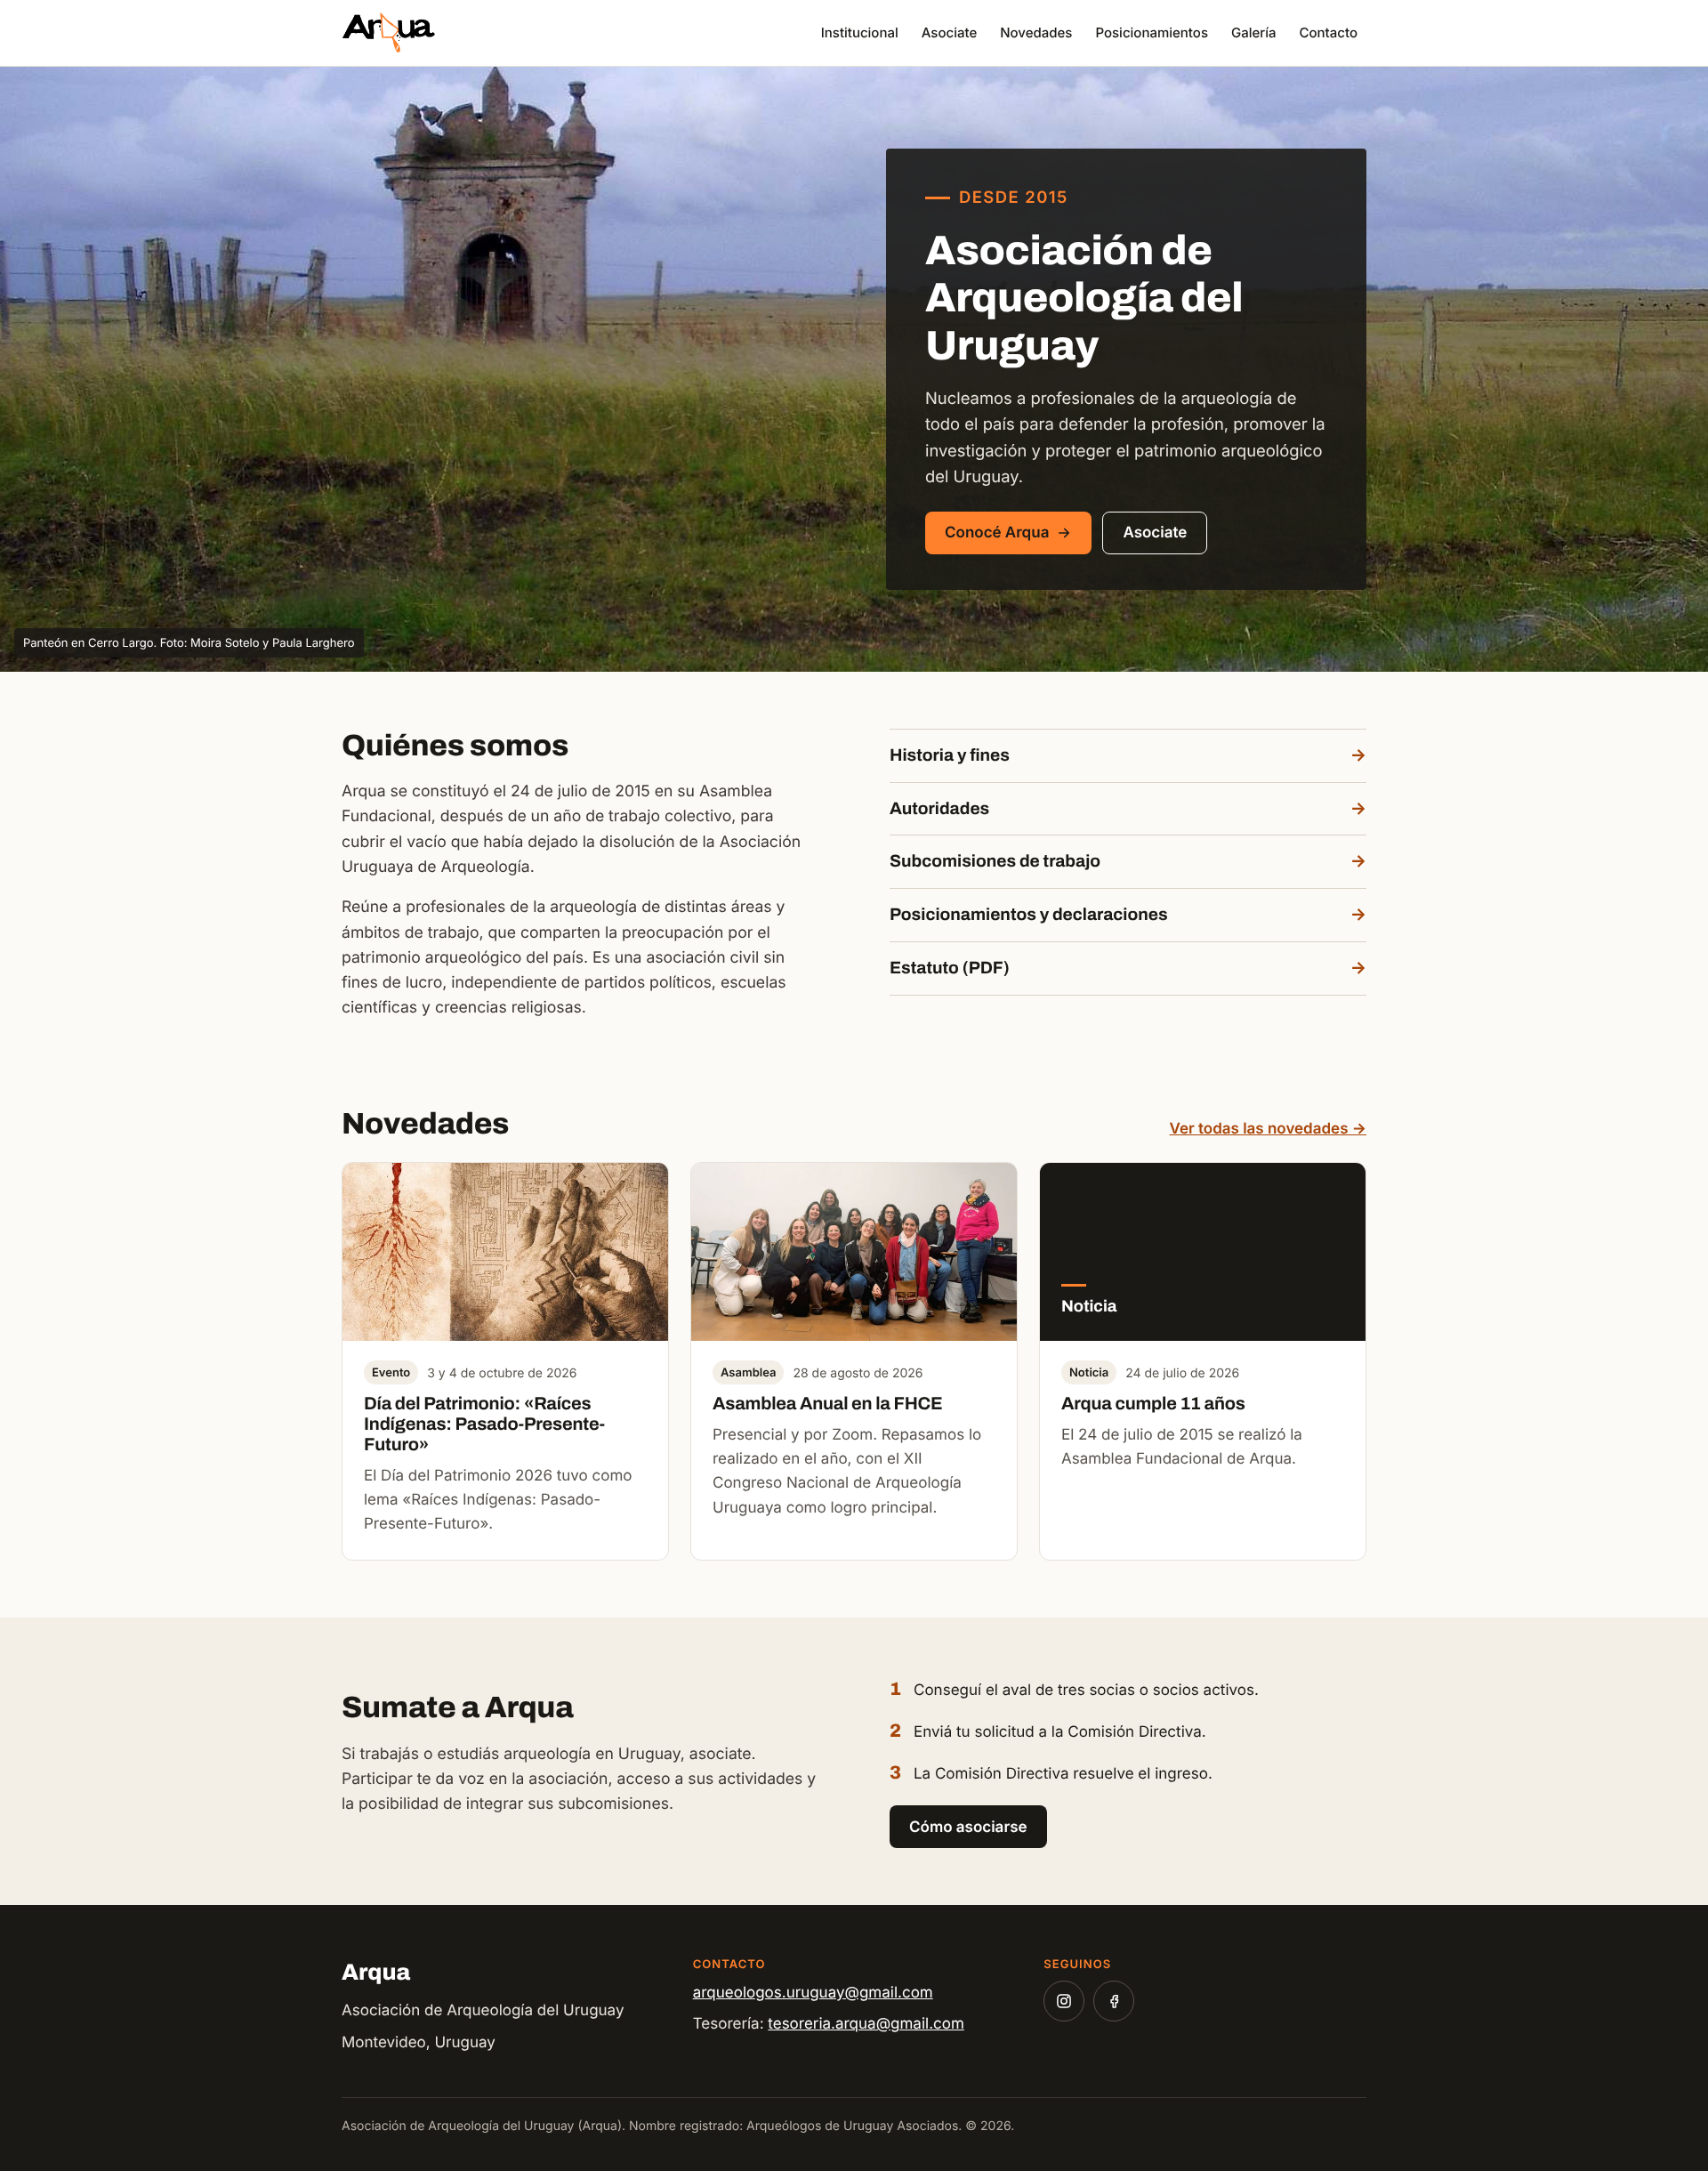 Arqua
Institucional
Asociate
Novedades
Posicionamientos
Galería
Contacto
DESDE 2015
Asociación de
Arqueología del
Uruguay
Nucleamos a profesionales de la arqueología de
todo el país para defender la profesión, promover la
investigación y proteger el patrimonio arqueológico
del Uruguay.
Conocé Arqua →
Asociate
Panteón en Cerro Largo. Foto: Moira Sotelo y Paula Larghero
Quiénes somos
Arqua se constituyó el 24 de julio de 2015 en su Asamblea
Fundacional, después de un año de trabajo colectivo, para
cubrir el vacío que había dejado la disolución de la Asociación
Uruguaya de Arqueología.
Reúne a profesionales de la arqueología de distintas áreas y
ámbitos de trabajo, que comparten la preocupación por el
patrimonio arqueológico del país. Es una asociación civil sin
fines de lucro, independiente de partidos políticos, escuelas
científicas y creencias religiosas.
Historia y fines →
Autoridades →
Subcomisiones de trabajo →
Posicionamientos y declaraciones →
Estatuto (PDF) →
Novedades
Ver todas las novedades →
Evento 3 y 4 de octubre de 2026
Día del Patrimonio: «Raíces
Indígenas: Pasado-Presente-
Futuro»
El Día del Patrimonio 2026 tuvo como
lema «Raíces Indígenas: Pasado-
Presente-Futuro».
Asamblea 28 de agosto de 2026
Asamblea Anual en la FHCE
Presencial y por Zoom. Repasamos lo
realizado en el año, con el XII
Congreso Nacional de Arqueología
Uruguaya como logro principal.
Noticia
Noticia 24 de julio de 2026
Arqua cumple 11 años
El 24 de julio de 2015 se realizó la
Asamblea Fundacional de Arqua.
Sumate a Arqua
Si trabajás o estudiás arqueología en Uruguay, asociate.
Participar te da voz en la asociación, acceso a sus actividades y
la posibilidad de integrar sus subcomisiones.
1 Conseguí el aval de tres socias o socios activos.
2 Enviá tu solicitud a la Comisión Directiva.
3 La Comisión Directiva resuelve el ingreso.
Cómo asociarse
Arqua
Asociación de Arqueología del Uruguay
Montevideo, Uruguay
CONTACTO
arqueologos.uruguay@gmail.com
Tesorería: tesoreria.arqua@gmail.com
SEGUINOS
Asociación de Arqueología del Uruguay (Arqua). Nombre registrado: Arqueólogos de Uruguay Asociados. © 2026.